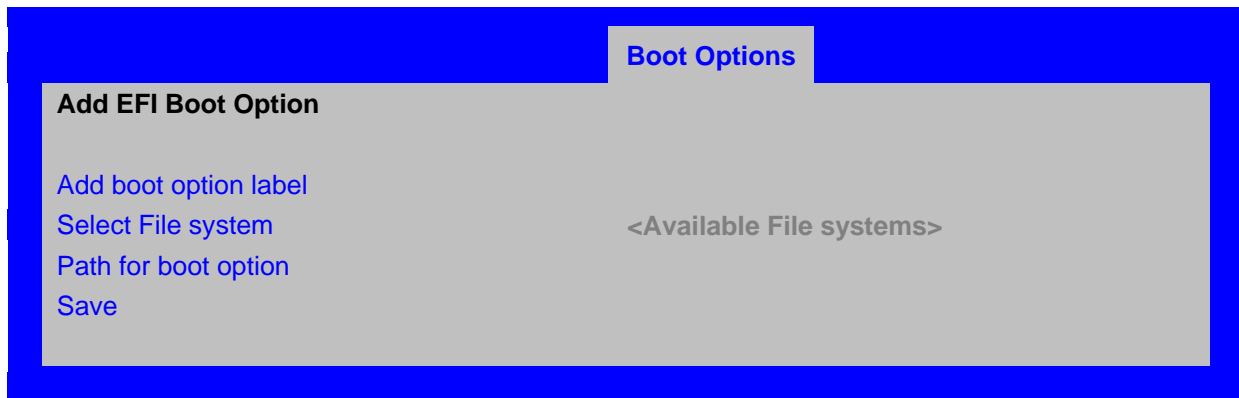 Boot Options
Add EFI Boot Option
Add boot option label
Select File system <Available File systems>
Path for boot option
Save